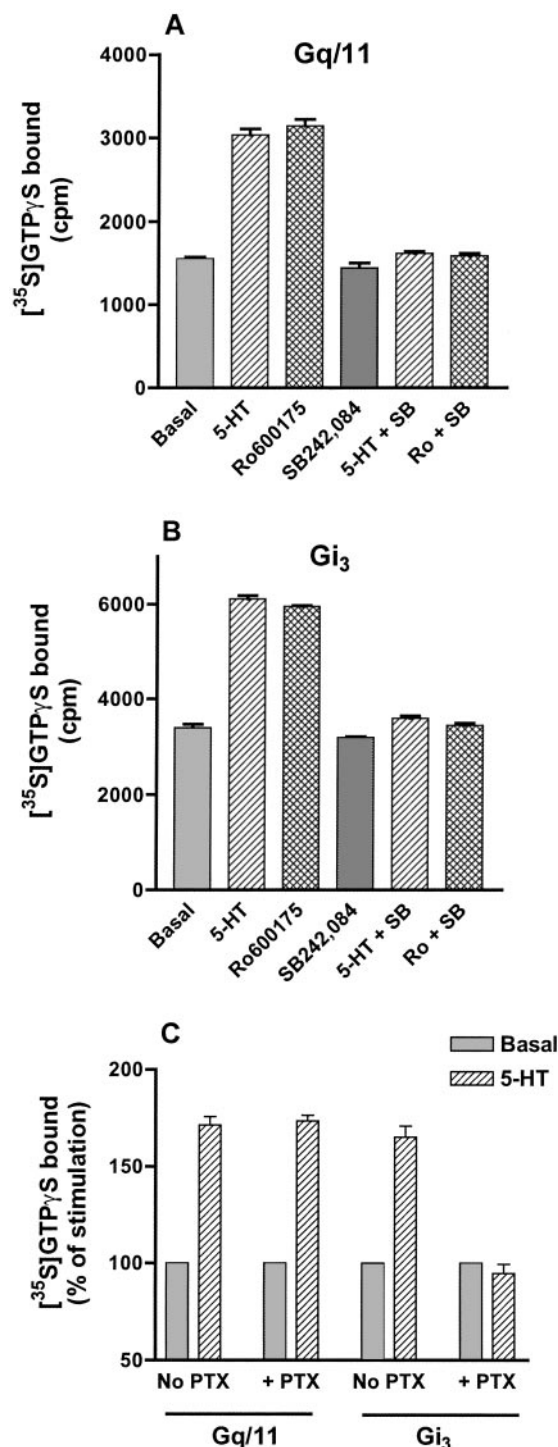 A
Gq/11
[³⁵S]GTPγS bound
(cpm)
4000
3000
2000
1000
0
Basal
5-HT
Ro600175
SB242,084
5-HT + SB
Ro + SB
B
Gi₃
[³⁵S]GTPγS bound
(cpm)
6000
4000
2000
0
Basal
5-HT
Ro600175
SB242,084
5-HT + SB
Ro + SB
C
Basal
5-HT
[³⁵S]GTPγS bound
(% of stimulation)
200
150
100
50
No PTX + PTX No PTX + PTX
Gq/11 Gi₃